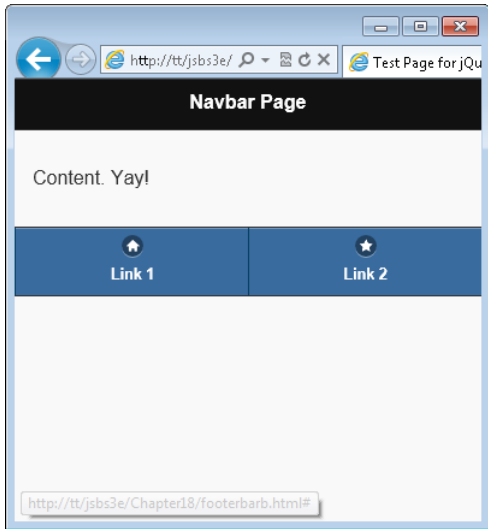 http://tt/jsbs3e/
Test Page for jQu
Navbar Page
Content. Yay!
Link 1
Link 2
http://tt/jsbs3e/Chapter18/footerbarb.html#